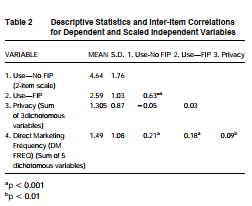 Table 2 Descriptive Statistics and Inter-Item Correlations
for Dependent and Scaled Independent Variables
VARIABLE MEAN S.D. 1. Use-No FIP 2. Use—FIP 3. Privacy
1. Use—No FIP 4.64 1.76
(2-item scale)
2. Use—FIP 2.59 1.03 0.63*a
3. Privacy (Sum 1.305 0.87 −0.05 0.03
of 3dichotomous
variables)
4. Direct Marketing 1.49 1.08 0.21a 0.18a 0.09b
Frequency (DM
FREQ) (Sum of 5
dichotomous variables)
ap < 0.001
bp < 0.01